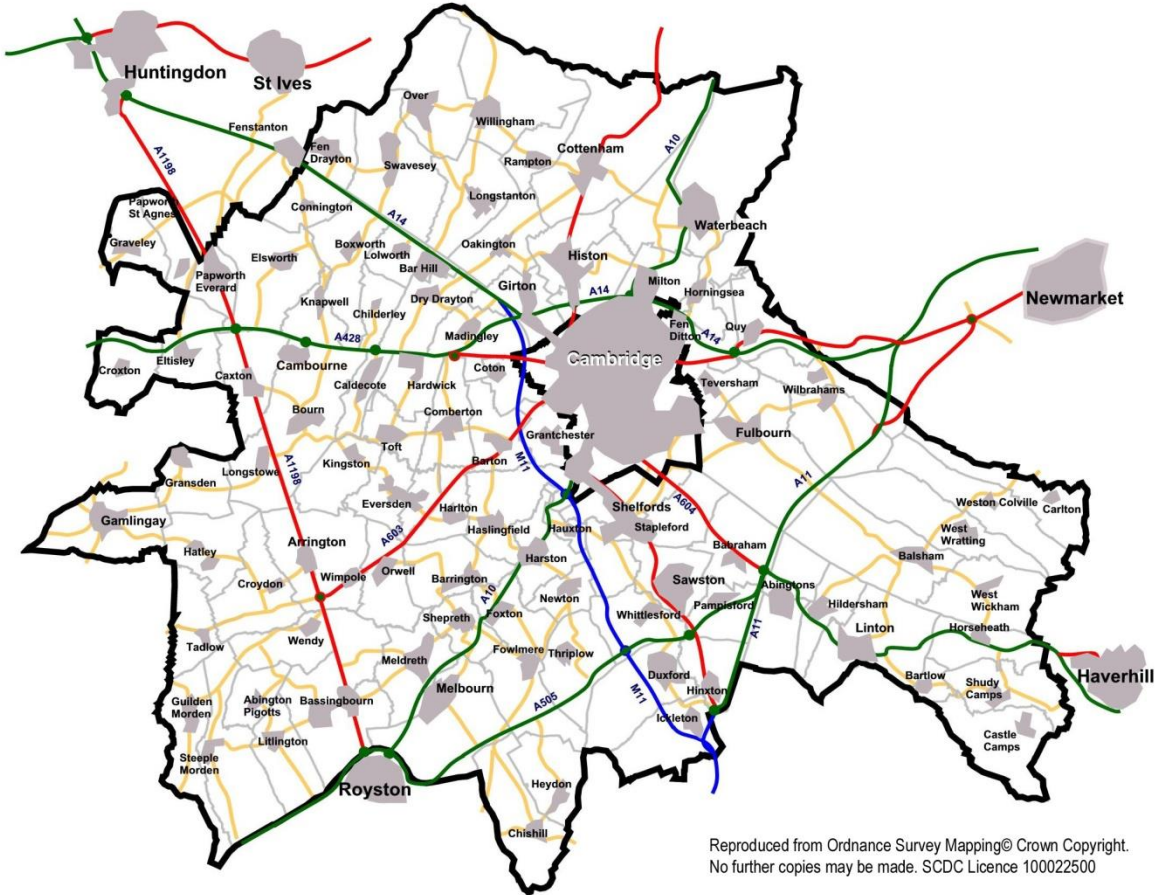 Huntingdon
St Ives
Over
Willingham
Fenstanton
Fen
Drayton
Swavesey
Rampton
Cottenham
A10
A1198
Papwor
St Agnes
Connington
Longstanton
Waterbeach
A14
Graveley
Boxworth
Lolworth
Oakington
Histon
Elsworth
Bar Hill
Papworth
Everard
Girton
Milton
Horningsea
Newmarket
Knapwell
Dry Drayton
A14
Childerley
Madingley
Fen
Ditton
A14
Quy
A428
Cambridge
Croxton
Eltisley
Cambourne
Coton
Caxton
Caldecote
Hardwick
Teversham
Wilbrahams
Bourn
Comberton
Grantchester
Fulbourn
Toft
Longstowe
Kingston
Barton
M11
A11
Gransden
A1198
A604
Eversden
Harlton
Shelfords
Weston Colville
Carlton
Gamlingay
A603
Haslingfield
Hauxton
Stapleford
West
Wratting
Hatley
Arrington
Babraham
Balsham
Harston
Croydon
Wimpole
Orwell
Barrington
Sawston
Abingtons
A10
Newton
West
Wickham
Foxton
Whittlesford
Pampisford
Hildersham
Shepreth
Wendy
Linton
Horseheath
A11
Tadlow
Meldreth
Fowlmere
Thriplow
Haverhill
Duxford
Bartlow
Shudy
Camps
Melbourn
Hinxton
Guilden
Morden
Abington
Pigotts
Bassingbourn
A505
M11
Ickleton
Litlington
Castle
Camps
Steeple
Morden
Royston
Heydon
Chishill
Reproduced from Ordnance Survey Mapping© Crown Copyright.
No further copies may be made. SCDC Licence 100022500